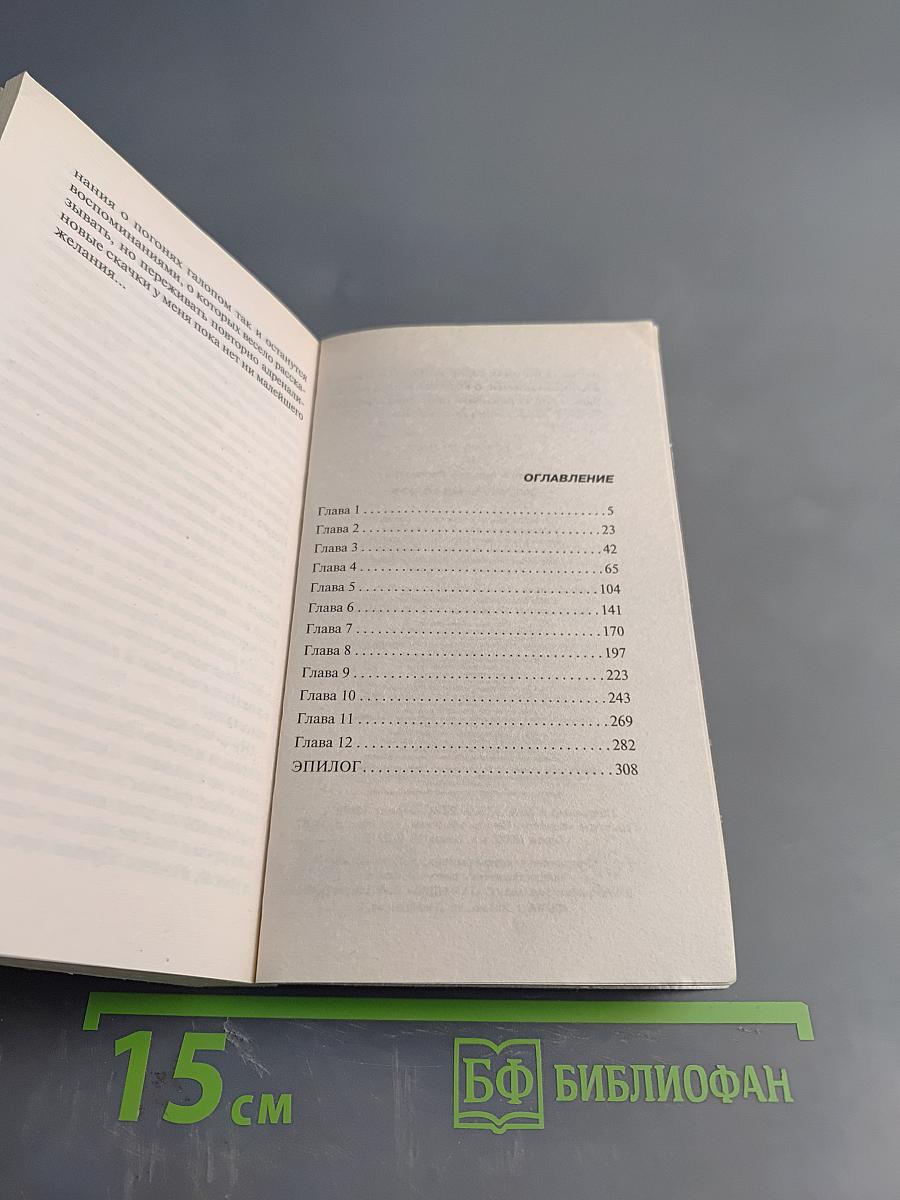 нания о погонях галопом так и останутся
воспоминаниями, о которых весело расска-
зывать, но переживать повторно адренали-
новые скачки у меня пока нет ни малейшего
желания...
ОГЛАВЛЕНИЕ
Глава 1 . . . . . . . . . . . . . . . . . . . . . . . . . . . . . . . . . . . . 5
Глава 2 . . . . . . . . . . . . . . . . . . . . . . . . . . . . . . . . . . . 23
Глава 3 . . . . . . . . . . . . . . . . . . . . . . . . . . . . . . . . . . . 42
Глава 4 . . . . . . . . . . . . . . . . . . . . . . . . . . . . . . . . . . . 65
Глава 5 . . . . . . . . . . . . . . . . . . . . . . . . . . . . . . . . . . 104
Глава 6 . . . . . . . . . . . . . . . . . . . . . . . . . . . . . . . . . . 141
Глава 7 . . . . . . . . . . . . . . . . . . . . . . . . . . . . . . . . . . 170
Глава 8 . . . . . . . . . . . . . . . . . . . . . . . . . . . . . . . . . . 197
Глава 9 . . . . . . . . . . . . . . . . . . . . . . . . . . . . . . . . . . 223
Глава 10 . . . . . . . . . . . . . . . . . . . . . . . . . . . . . . . . . 243
Глава 11 . . . . . . . . . . . . . . . . . . . . . . . . . . . . . . . . . 269
Глава 12 . . . . . . . . . . . . . . . . . . . . . . . . . . . . . . . . . 282
ЭПИЛОГ . . . . . . . . . . . . . . . . . . . . . . . . . . . . . . . . 308
15 см
БФ БИБЛИОФАН